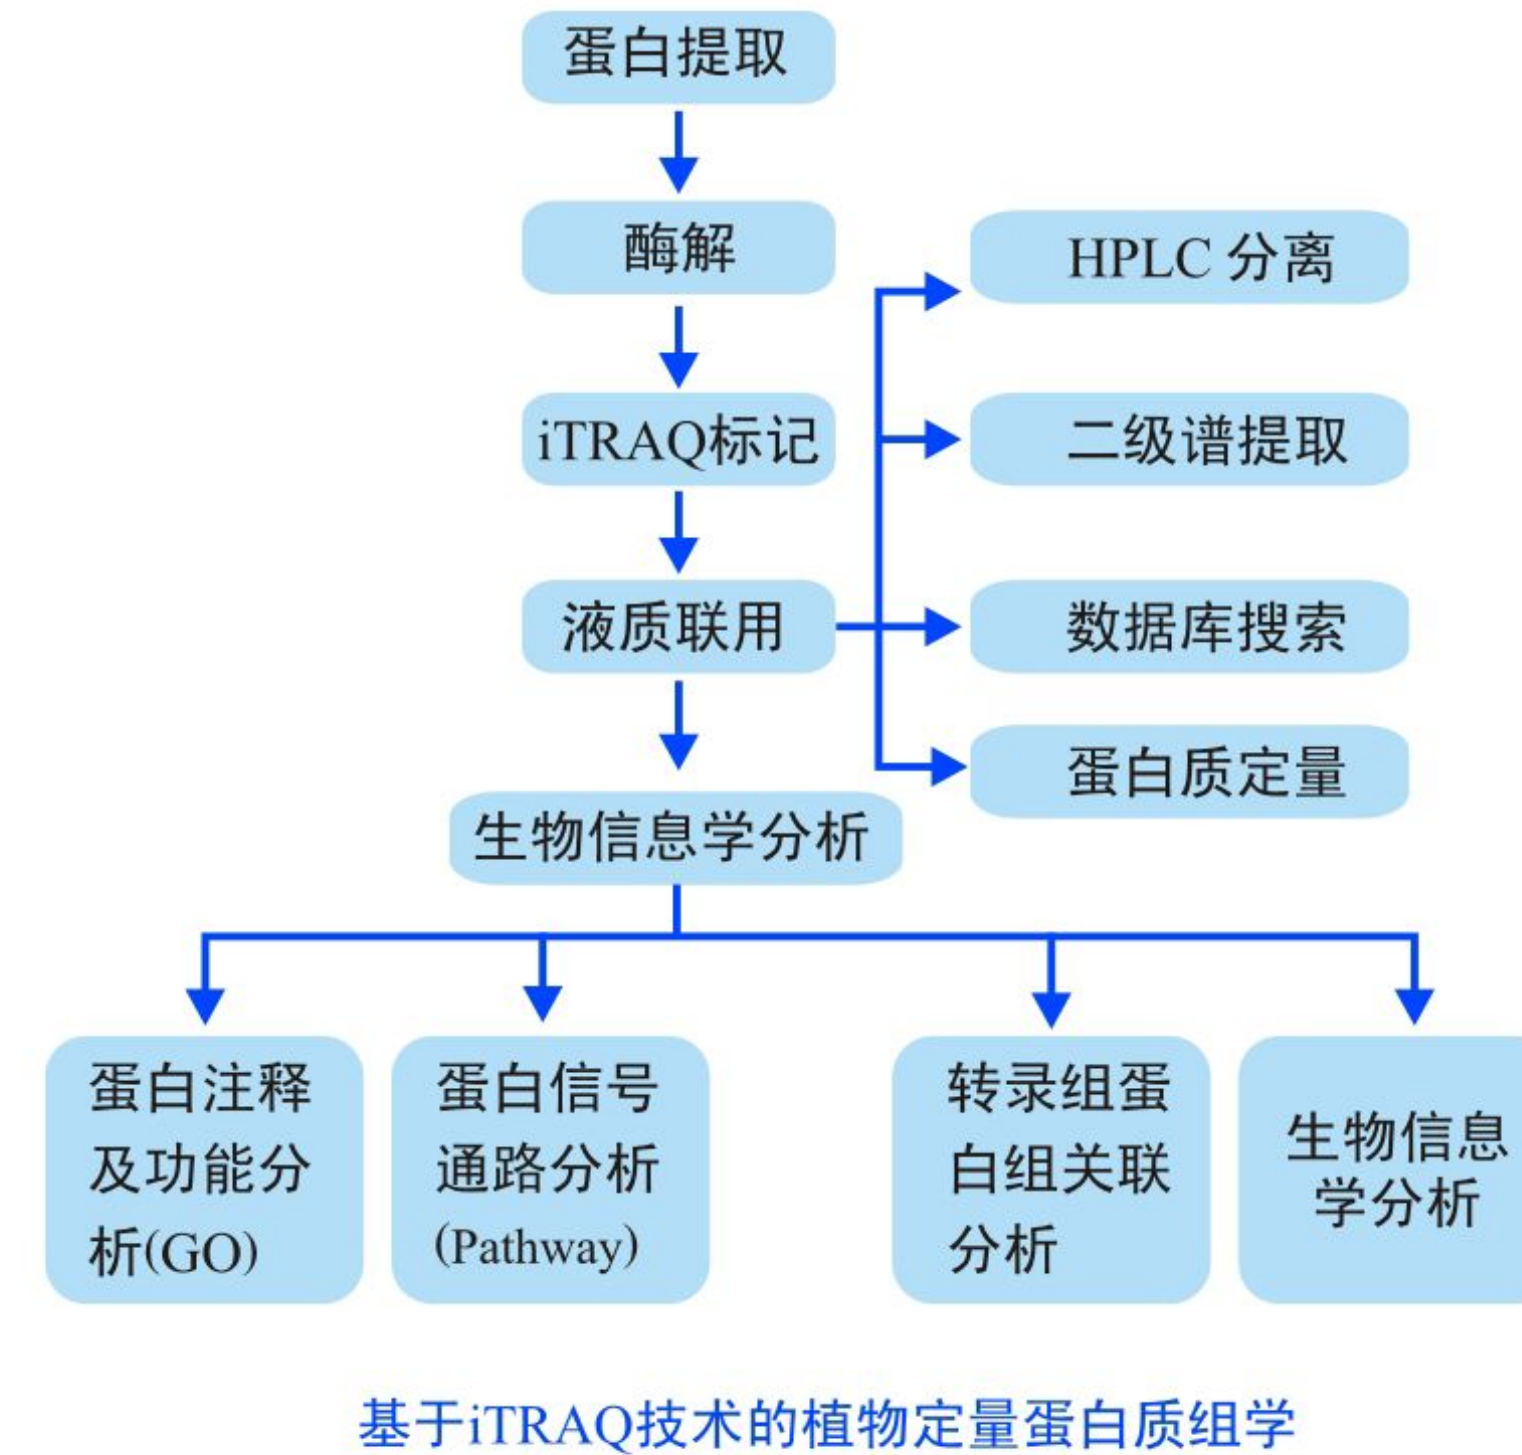 蛋白提取
酶解
HPLC 分离
iTRAQ标记
二级谱提取
液质联用
数据库搜索
蛋白质定量
生物信息学分析
蛋白注释
及功能分
析(GO)
蛋白信号
通路分析
(Pathway)
转录组蛋
白组关联
分析
生物信息
学分析
基于iTRAQ技术的植物定量蛋白质组学